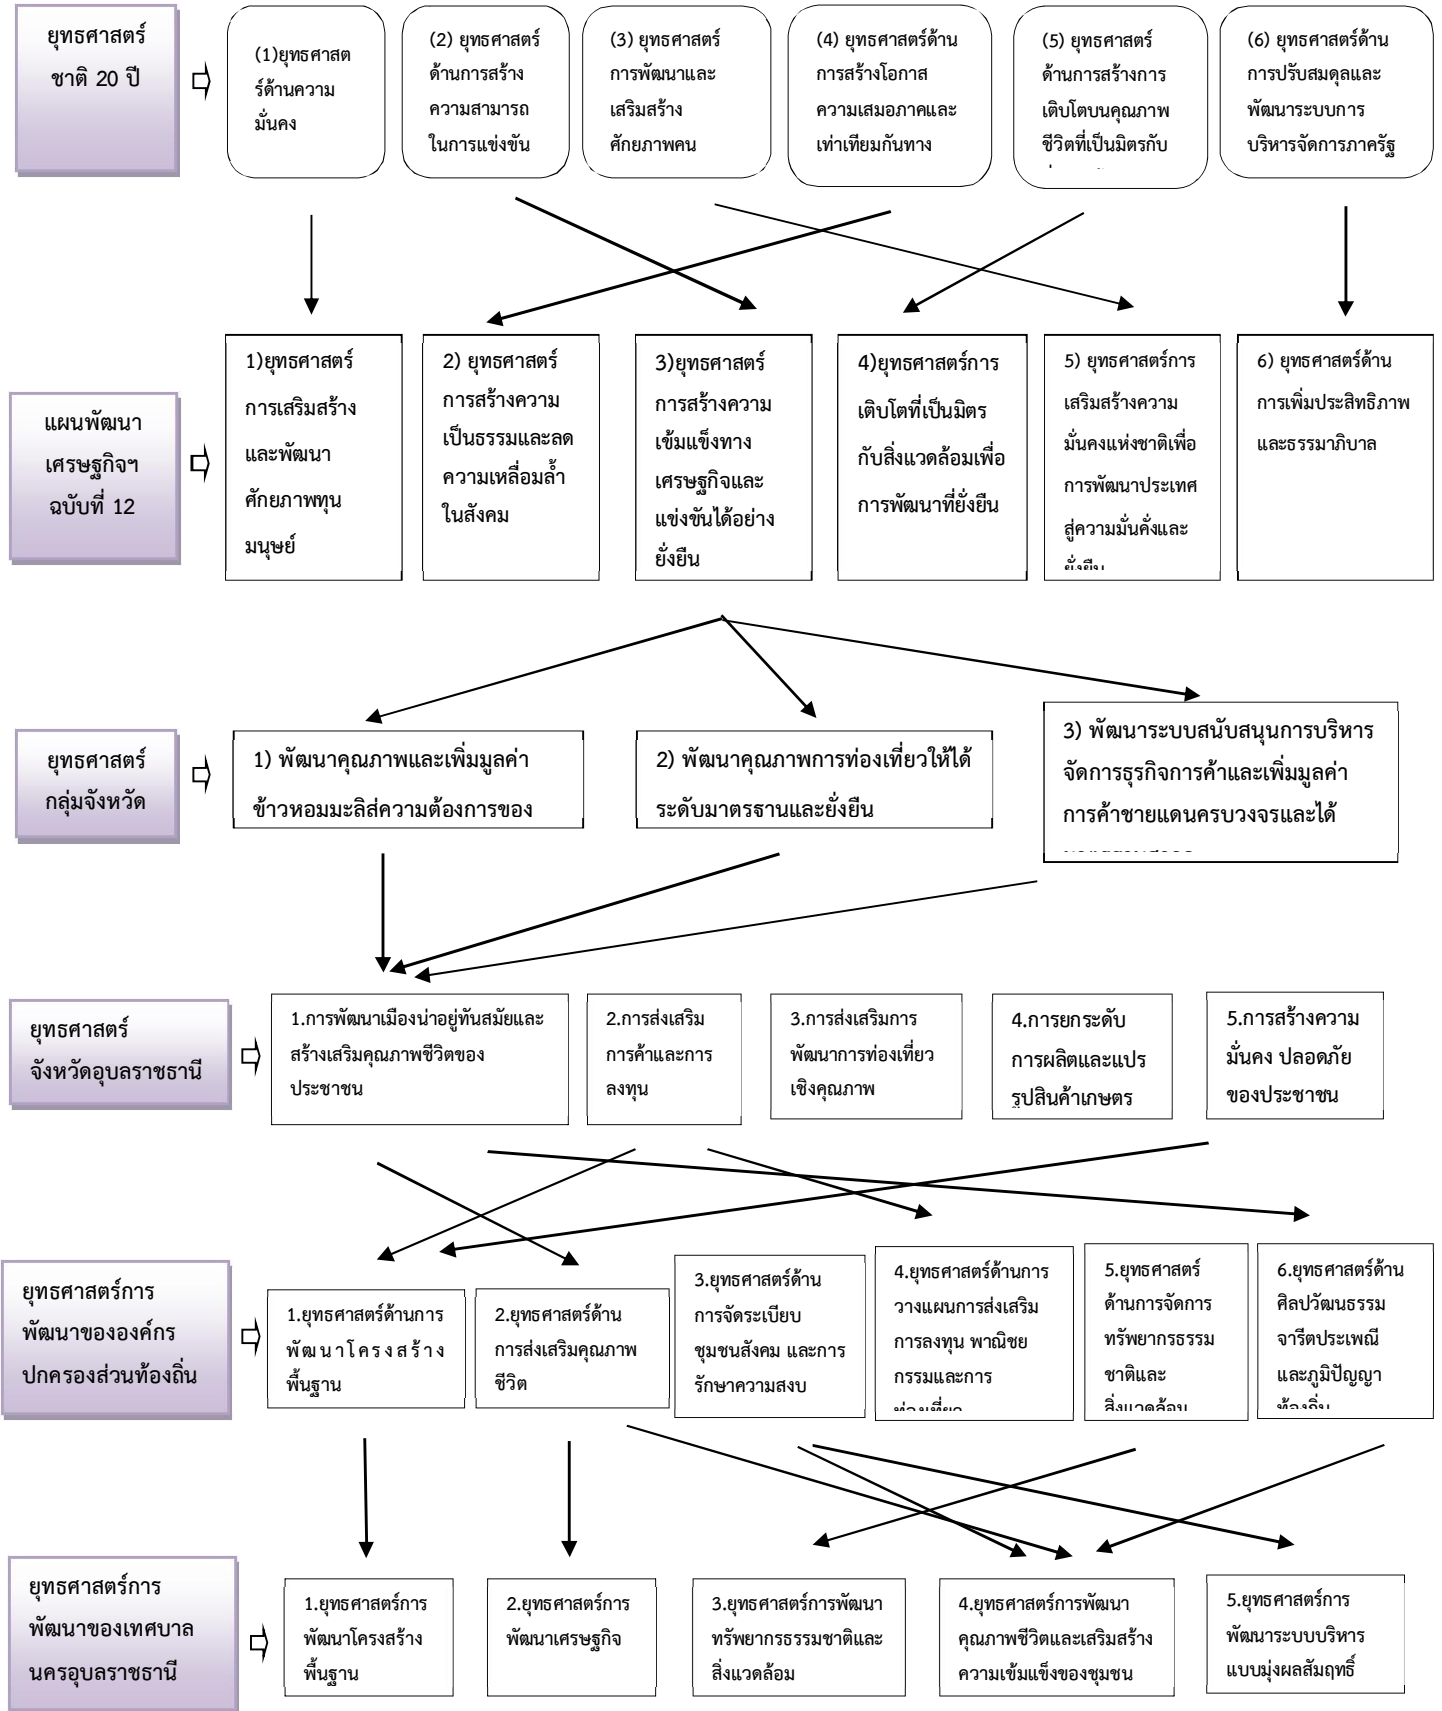 ยุทธศาสตร์
ชาติ 20 ปี
(1)ยุทธศาสต
ร์ด้านความ
มั่นคง
(2) ยุทธศาสตร์
ด้านการสร้าง
ความสามารถ
ในการแข่งขัน
(3) ยุทธศาสตร์
การพัฒนาและ
เสริมสร้าง
ศักยภาพคน
(4) ยุทธศาสตร์ด้าน
การสร้างโอกาส
ความเสมอภาคและ
เท่าเทียมกันทาง
(5) ยุทธศาสตร์
ด้านการสร้างการ
เติบโตบนคุณภาพ
ชีวิตที่เป็นมิตรกับ
(6) ยุทธศาสตร์ด้าน
การปรับสมดุลและ
พัฒนาระบบการ
บริหารจัดการภาครัฐ
แผนพัฒนา
เศรษฐกิจฯ
ฉบับที่ 12
1)ยุทธศาสตร์
การเสริมสร้าง
และพัฒนา
ศักยภาพทุน
มนุษย์
2) ยุทธศาสตร์
การสร้างความ
เป็นธรรมและลด
ความเหลื่อมล้ำ
ในสังคม
3)ยุทธศาสตร์
การสร้างความ
เข้มแข็งทาง
เศรษฐกิจและ
แข่งขันได้อย่าง
ยั่งยืน
4)ยุทธศาสตร์การ
เติบโตที่เป็นมิตร
กับสิ่งแวดล้อมเพื่อ
การพัฒนาที่ยั่งยืน
5) ยุทธศาสตร์การ
เสริมสร้างความ
มั่นคงแห่งชาติเพื่อ
การพัฒนาประเทศ
สู่ความมั่นคั่งและ
ยั่งยืน
6) ยุทธศาสตร์ด้าน
การเพิ่มประสิทธิภาพ
และธรรมาภิบาล
ยุทธศาสตร์
กลุ่มจังหวัด
1) พัฒนาคุณภาพและเพิ่มมูลค่า
ข้าวหอมมะลิส่ความต้องการของ
2) พัฒนาคุณภาพการท่องเที่ยวให้ได้
ระดับมาตรฐานและยั่งยืน
3) พัฒนาระบบสนับสนุนการบริหาร
จัดการธุรกิจการค้าและเพิ่มมูลค่า
การค้าชายแดนครบวงจรและได้
ยุทธศาสตร์
จังหวัดอุบลราชธานี
1.การพัฒนาเมืองน่าอยู่ทันสมัยและ
สร้างเสริมคุณภาพชีวิตของ
ประชาชน
2.การส่งเสริม
การค้าและการ
ลงทุน
3.การส่งเสริมการ
พัฒนาการท่องเที่ยว
เชิงคุณภาพ
4.การยกระดับ
การผลิตและแปร
รูปสินค้าเกษตร
5.การสร้างความ
มั่นคง ปลอดภัย
ของประชาชน
ยุทธศาสตร์การ
พัฒนาขององค์กร
ปกครองส่วนท้องถิ่น
1.ยุทธศาสตร์ด้านการ
พัฒนาโครงสร้าง
พื้นฐาน
2.ยุทธศาสตร์ด้าน
การส่งเสริมคุณภาพ
ชีวิต
3.ยุทธศาสตร์ด้าน
การจัดระเบียบ
ชุมชนสังคม และการ
รักษาความสงบ
4.ยุทธศาสตร์ด้านการ
วางแผนการส่งเสริม
การลงทุน พาณิชย
กรรมและการ
ท่องเที่ยว
5.ยุทธศาสตร์
ด้านการจัดการ
ทรัพยากรธรรม
ชาติและ
สิ่งแวดล้อม
6.ยุทธศาสตร์ด้าน
ศิลปวัฒนธรรม
จารีตประเพณี
และภูมิปัญญา
ท้องถิ่น
ยุทธศาสตร์การ
พัฒนาของเทศบาล
นครอุบลราชธานี
1.ยุทธศาสตร์การ
พัฒนาโครงสร้าง
พื้นฐาน
2.ยุทธศาสตร์การ
พัฒนาเศรษฐกิจ
3.ยุทธศาสตร์การพัฒนา
ทรัพยากรธรรมชาติและ
สิ่งแวดล้อม
4.ยุทธศาสตร์การพัฒนา
คุณภาพชีวิตและเสริมสร้าง
ความเข้มแข็งของชุมชน
5.ยุทธศาสตร์การ
พัฒนาระบบบริหาร
แบบมุ่งผลสัมฤทธิ์